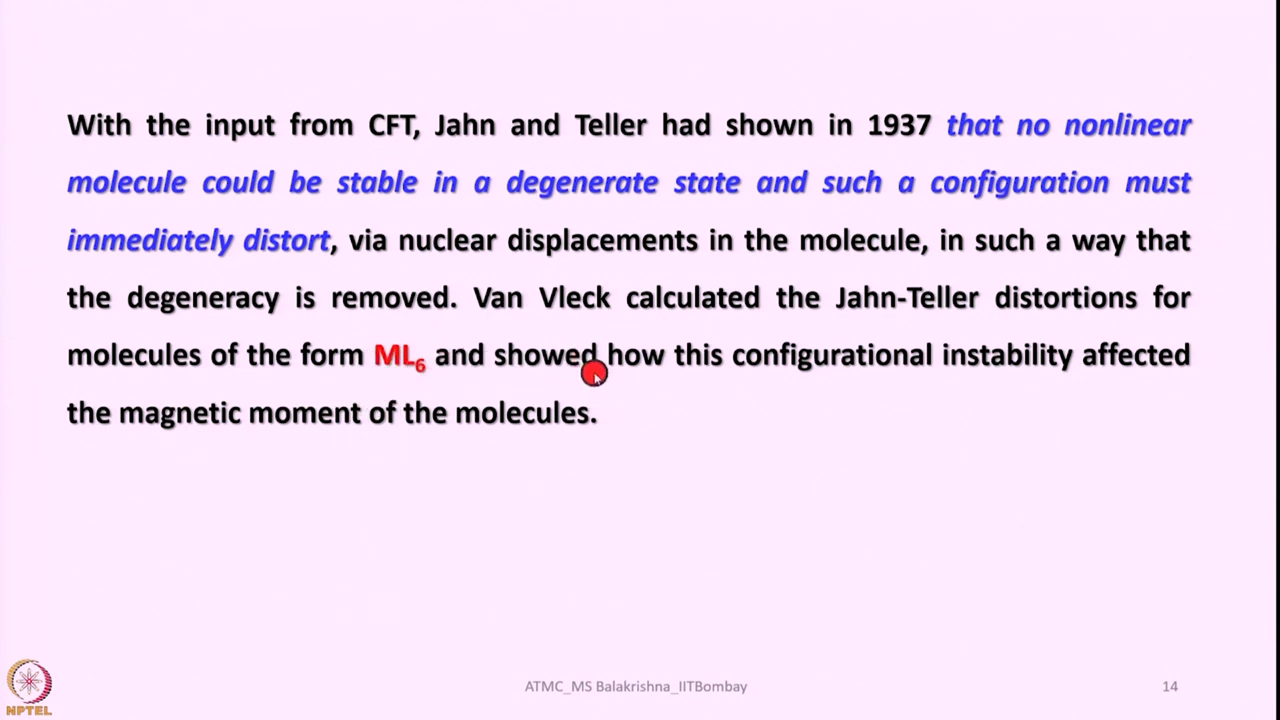 With the input from CFT, Jahn and Teller had shown in 1937 that no nonlinear
molecule could be stable in a degenerate state and such a configuration must
immediately distort, via nuclear displacements in the molecule, in such a way that
the degeneracy is removed. Van Vleck calculated the Jahn-Teller distortions for
molecules of the form ML₆ and showed how this configurational instability affected
the magnetic moment of the molecules.
NPTEL
ATMC_MS Balakrishna_IITBombay
14